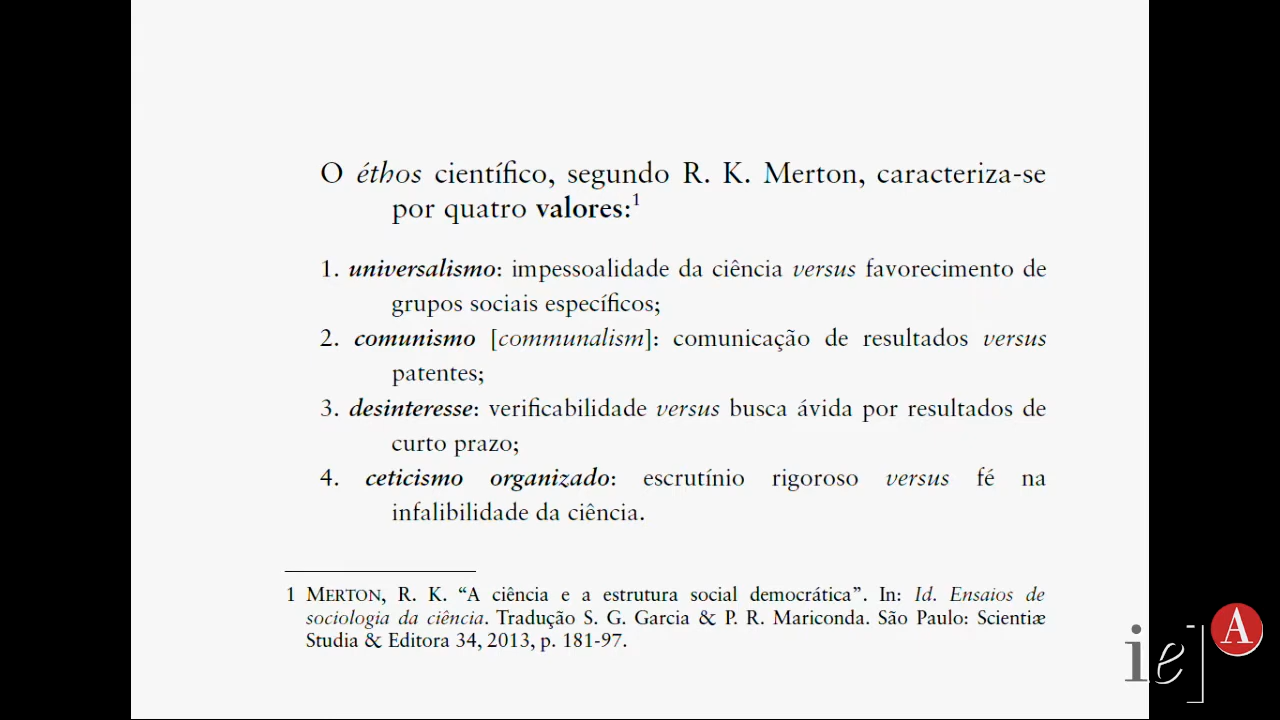 O éthos científico, segundo R. K. Merton, caracteriza-se
por quatro valores:¹
1. universalismo: impessoalidade da ciência versus favorecimento de
grupos sociais específicos;
2. comunismo [communalism]: comunicação de resultados versus
patentes;
3. desinteresse: verificabilidade versus busca ávida por resultados de
curto prazo;
4. ceticismo organizado: escrutínio rigoroso versus fé na
infalibilidade da ciência.
1 MERTON, R. K. “A ciência e a estrutura social democrática”. In: Id. Ensaios de
sociologia da ciência. Tradução S. G. Garcia & P. R. Mariconda. São Paulo: Scientiæ
Studia & Editora 34, 2013, p. 181-97.
ie] A